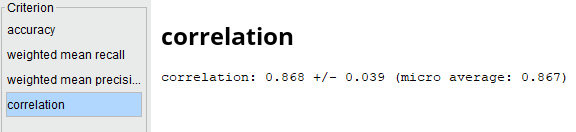 Criterion
accuracy
weighted mean recall
weighted mean precisi...
correlation
correlation
correlation: 0.868 +/- 0.039 (micro average: 0.867)